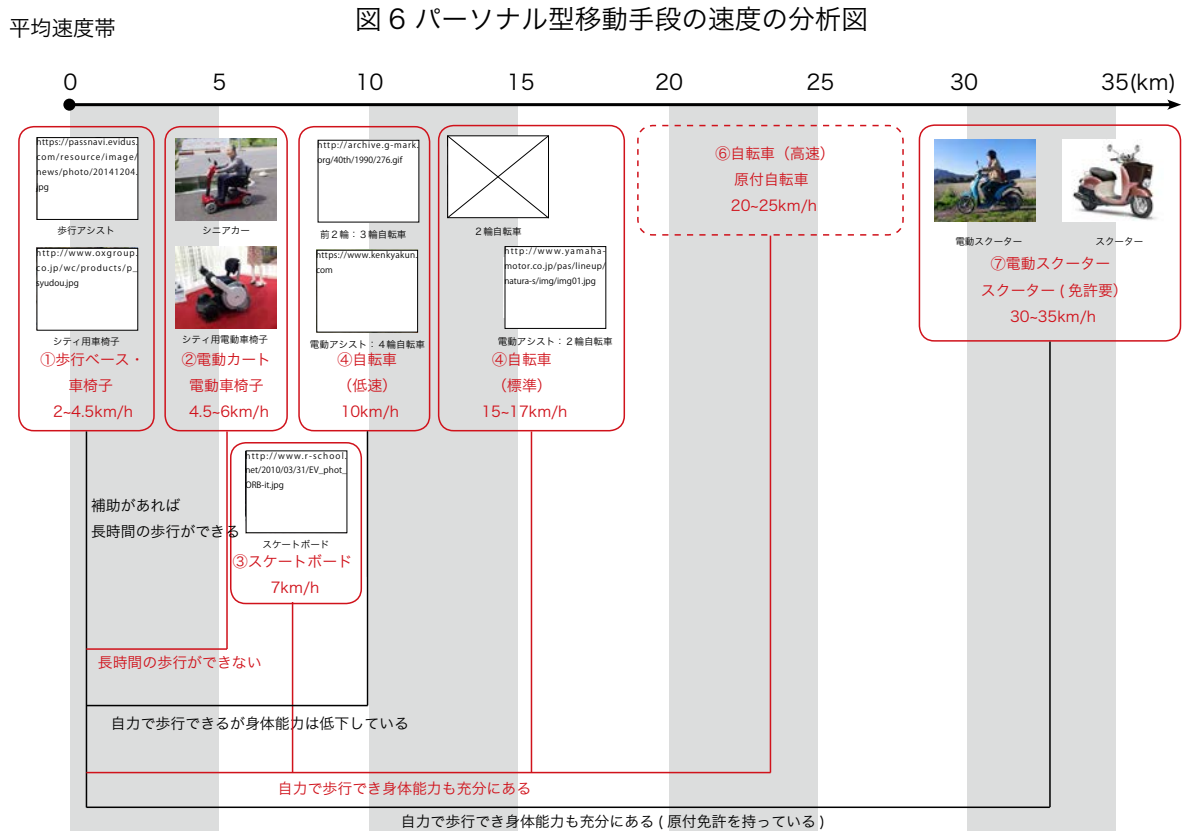 図６パーソナル型移動手段の速度の分析図
平均速度帯
0 5 10 15 20 25 30 35(km)
https://passnavi.evidus.
com/resource/image/
news/photo/20141204.
jpg
歩行アシスト
http://www.oxgroup.
co.jp/wc/products/p_
syudou.jpg
シティ用車椅子
①歩行ベース・
車椅子
2~4.5km/h
シニアカー
シティ用電動車椅子
②電動カート
電動車椅子
4.5~6km/h
http://archive.g-mark.
org/40th/1990/276.gif
前２輪：３輪自転車
https://www.kenkyakun.
com
電動アシスト：４輪自転車
④自転車
(低速)
10km/h
２輪自転車
http://www.yamaha-
motor.co.jp/pas/lineup/
natura-s/img/img01.jpg
電動アシスト：２輪自転車
④自転車
(標準)
15~17km/h
⑥自転車（高速）
原付自転車
20~25km/h
電動スクーター
スクーター
⑦電動スクーター
スクーター(免許要）
30~35km/h
http://www.r-school.
net/2010/03/31/EV_phot_
ORB-it.jpg
スケートボード
③スケートボード
7km/h
補助があれば
長時間の歩行ができる
長時間の歩行ができない
自力で歩行できるが身体能力は低下している
自力で歩行でき身体能力も充分にある
自力で歩行でき身体能力も充分にある(原付免許を持っている)